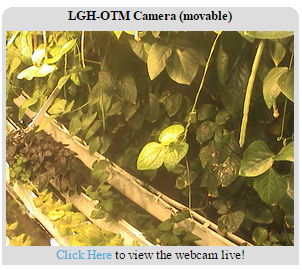 LGH-OTM Camera (movable)
Click Here to view the webcam live!